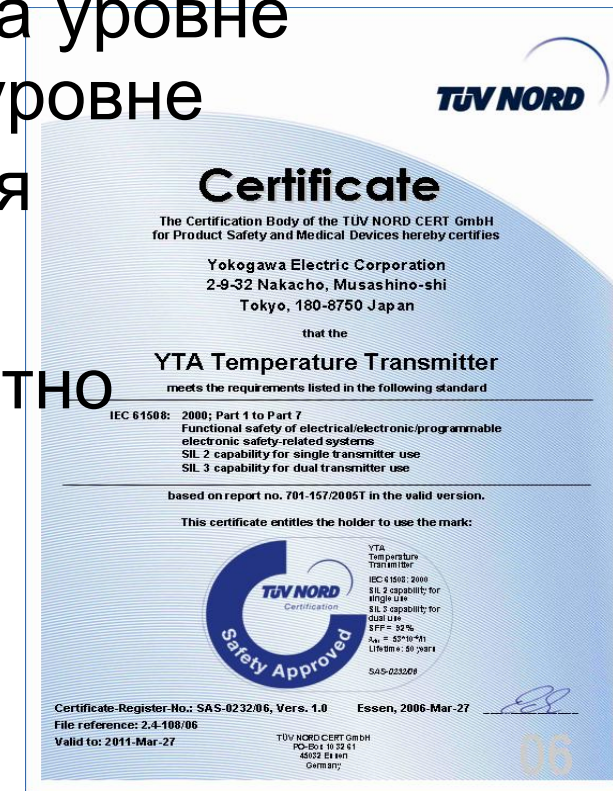 а уровне
уровне
я
тно
TÜV NORD
Certificate
The Certification Body of the TÜV NORD CERT GmbH
for Product Safety and Medical Devices hereby certifies
Yokogawa Electric Corporation
2-9-32 Nakacho, Musashino-shi
Tokyo, 180-8750 Japan
that the
YTA Temperature Transmitter
meets the requirements listed in the following standard
IEC 61508: 2000; Part 1 to Part 7
Functional safety of electrical/electronic/programmable
electronic safety-related systems
SIL 2 capability for single transmitter use
SIL 3 capability for dual transmitter use
based on report no. 701-157/2005T in the valid version.
This certificate entitles the holder to use the mark:
TÜV NORD
Certification
Safety Approved
YTA
Temperature
Transmitter
IEC 61508: 2000
SIL 2 capability for
single use
SIL 3 capability for
dual use
SFF = 92%
Lifetime: 50 years
SAS-0232/06
Certificate-Register-No.: SAS-0232/06, Vers. 1.0 Essen, 2006-Mar-27
File reference: 2.4-108/06
Valid to: 2011-Mar-27
TÜV NORD CERT GmbH
PO-Box 10 32 61
45032 Essen
Germany
06